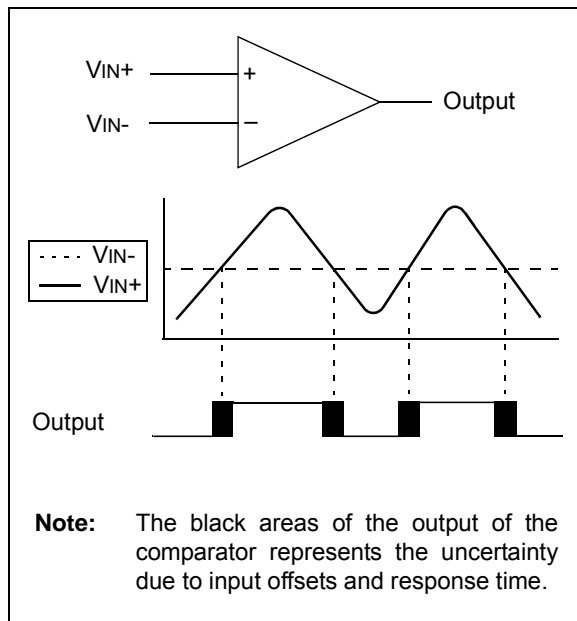 VIN+
+
Output
VIN-
–
VIN-
VIN+
Output
Note: The black areas of the output of the
comparator represents the uncertainty
due to input offsets and response time.